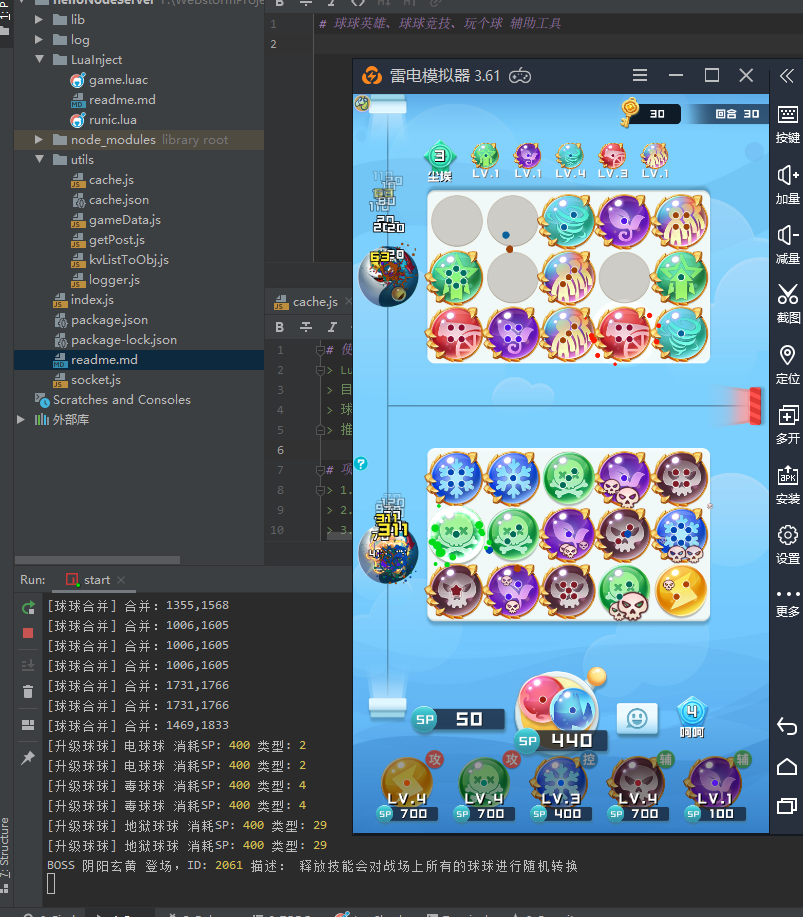 helloNodeServer
lib
log
LuaInject
game.luac
readme.md
runic.lua
node_modules library root
utils
cache.js
cache.json
gameData.js
getPost.js
kvListToObj.js
logger.js
index.js
package.json
package-lock.json
readme.md
socket.js
Scratches and Consoles
外部库
1: P
7: Structure
1 # 球球英雄、球球竞技、玩个球 辅助工具
2
cache.js
B I
1 # 使
2 > Lu
3 > 目
4 > 球
5 > 推
6
7 # 项
8 > 1.
9 > 2.
10 > 3.
雷电模拟器 3.61
30
回合 30
3
LV.1 LV.1 LV.4 LV.3 LV.1
311
SP 50
SP 440
4
呵呵
攻 攻 控 辅 辅
LV.4 LV.4 LV.3 LV.4 LV.1
SP 700 SP 700 SP 400 SP 700 SP 100
按键
加量
减量
截图
定位
多开
安装
设置
更多
Run: start
[球球合并] 合并：1355,1568
[球球合并] 合并：1006,1605
[球球合并] 合并：1006,1605
[球球合并] 合并：1006,1605
[球球合并] 合并：1731,1766
[球球合并] 合并：1731,1766
[球球合并] 合并：1469,1833
[升级球球] 电球球 消耗SP: 400 类型: 2
[升级球球] 电球球 消耗SP: 400 类型: 2
[升级球球] 毒球球 消耗SP: 400 类型: 4
[升级球球] 毒球球 消耗SP: 400 类型: 4
[升级球球] 地狱球球 消耗SP: 400 类型: 29
[升级球球] 地狱球球 消耗SP: 400 类型: 29
BOSS 阴阳玄黄 登场，ID: 2061 描述： 释放技能会对战场上所有的球球进行随机转换